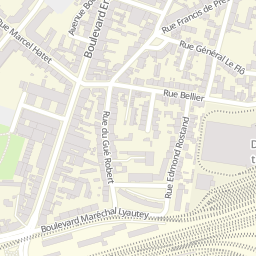 Rue Marcel Hatet
Avenue Bo
Boulevard Er
Rue Francis de Pre
Rue Général Le Flô
Rue Bellier
Rue du Gué Robert
Rue Edmond Rostand
D
t
Boulevard Maréchal Lyautey